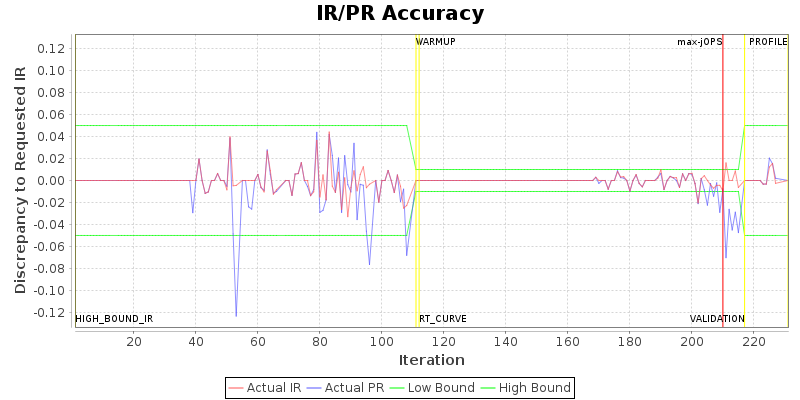 IR/PR Accuracy
Discrepancy to Requested IR
0.12
0.10
0.08
0.06
0.04
0.02
0.00
-0.02
-0.04
-0.06
-0.08
-0.10
-0.12
WARMUP
max-jOPS
PROFILE
HIGH_BOUND_IR
RT_CURVE
VALIDATION
20 40 60 80 100 120 140 160 180 200 220
Iteration
Actual IR Actual PR Low Bound High Bound